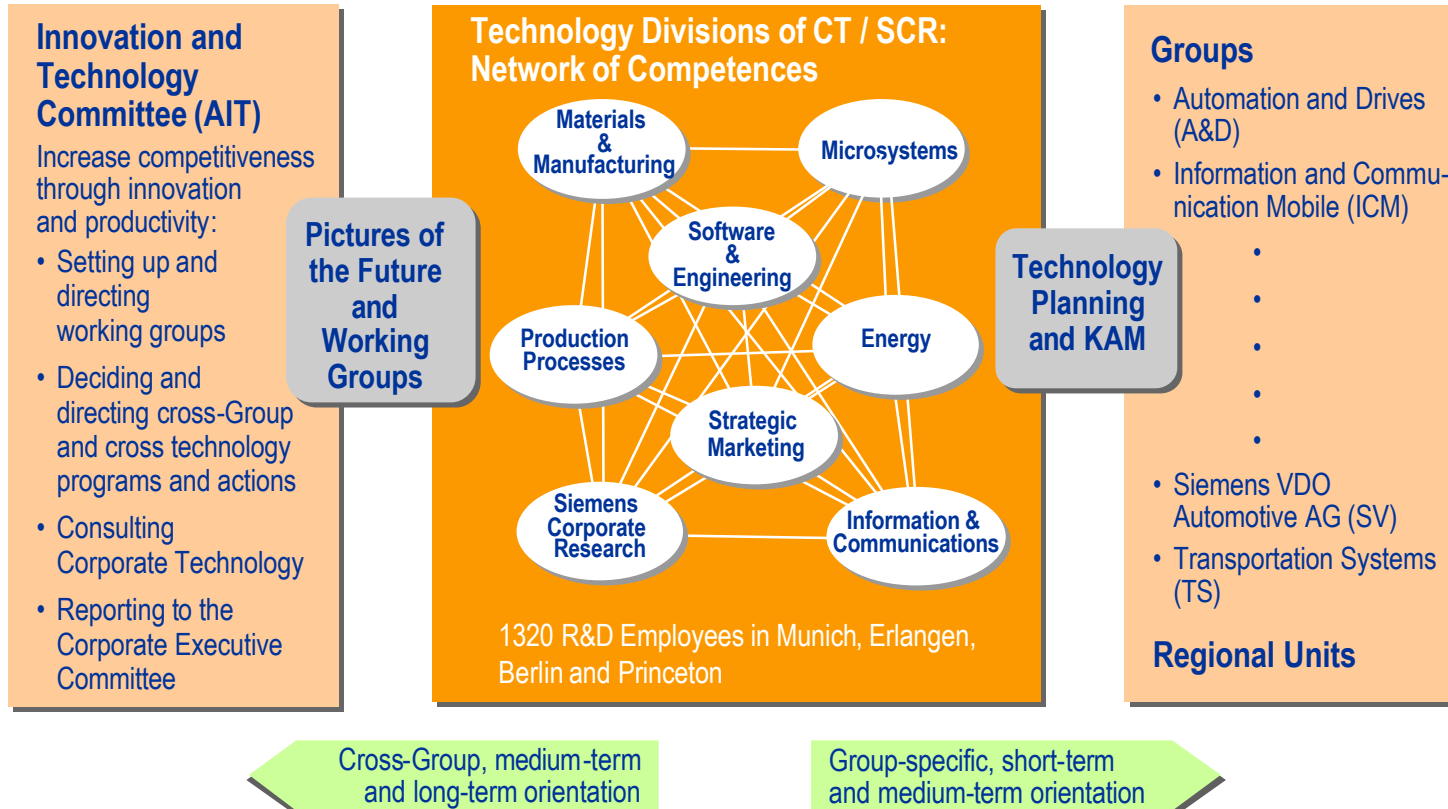 Innovation and
Technology
Committee (AIT)
Increase competitiveness
through innovation
and productivity:
• Setting up and
directing
working groups
• Deciding and
directing cross-Group
and cross technology
programs and actions
• Consulting
Corporate Technology
• Reporting to the
Corporate Executive
Committee
Pictures of
the Future
and
Working
Groups
Technology Divisions of CT / SCR:
Network of Competences
Materials
&
Manufacturing
Microsystems
Software
&
Engineering
Production
Processes
Energy
Strategic
Marketing
Siemens
Corporate
Research
Information &
Communications
1320 R&D Employees in Munich, Erlangen,
Berlin and Princeton
Technology
Planning
and KAM
Groups
• Automation and Drives
(A&D)
• Information and Commu-
nication Mobile (ICM)
•
•
•
•
•
• Siemens VDO
Automotive AG (SV)
• Transportation Systems
(TS)
Regional Units
Cross-Group, medium-term
and long-term orientation
Group-specific, short-term
and medium-term orientation